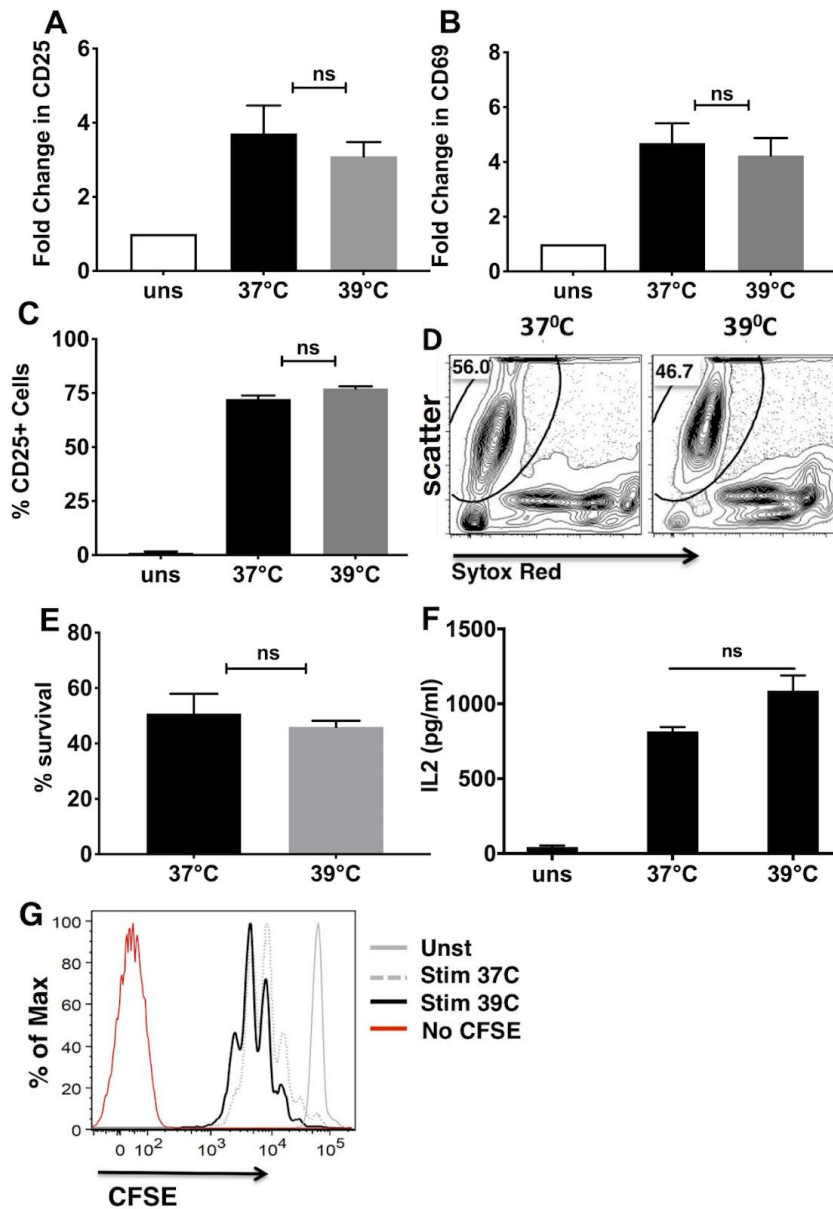 A
Fold Change in CD25
6
4
2
0
ns
uns 37°C 39°C
B
Fold Change in CD69
8
6
4
2
0
ns
uns 37°C 39°C
C
% CD25+ Cells
100
75
50
25
0
ns
uns 37°C 39°C
D
37⁰C 39⁰C
56.0 46.7
scatter
Sytox Red
E
% survival
80
60
40
20
0
ns
37°C 39°C
F
IL2 (pg/ml)
1500
1000
500
0
ns
uns 37°C 39°C
G
% of Max
100
80
60
40
20
0
0 10² 10³ 10⁴ 10⁵
CFSE
Unst
Stim 37C
Stim 39C
No CFSE